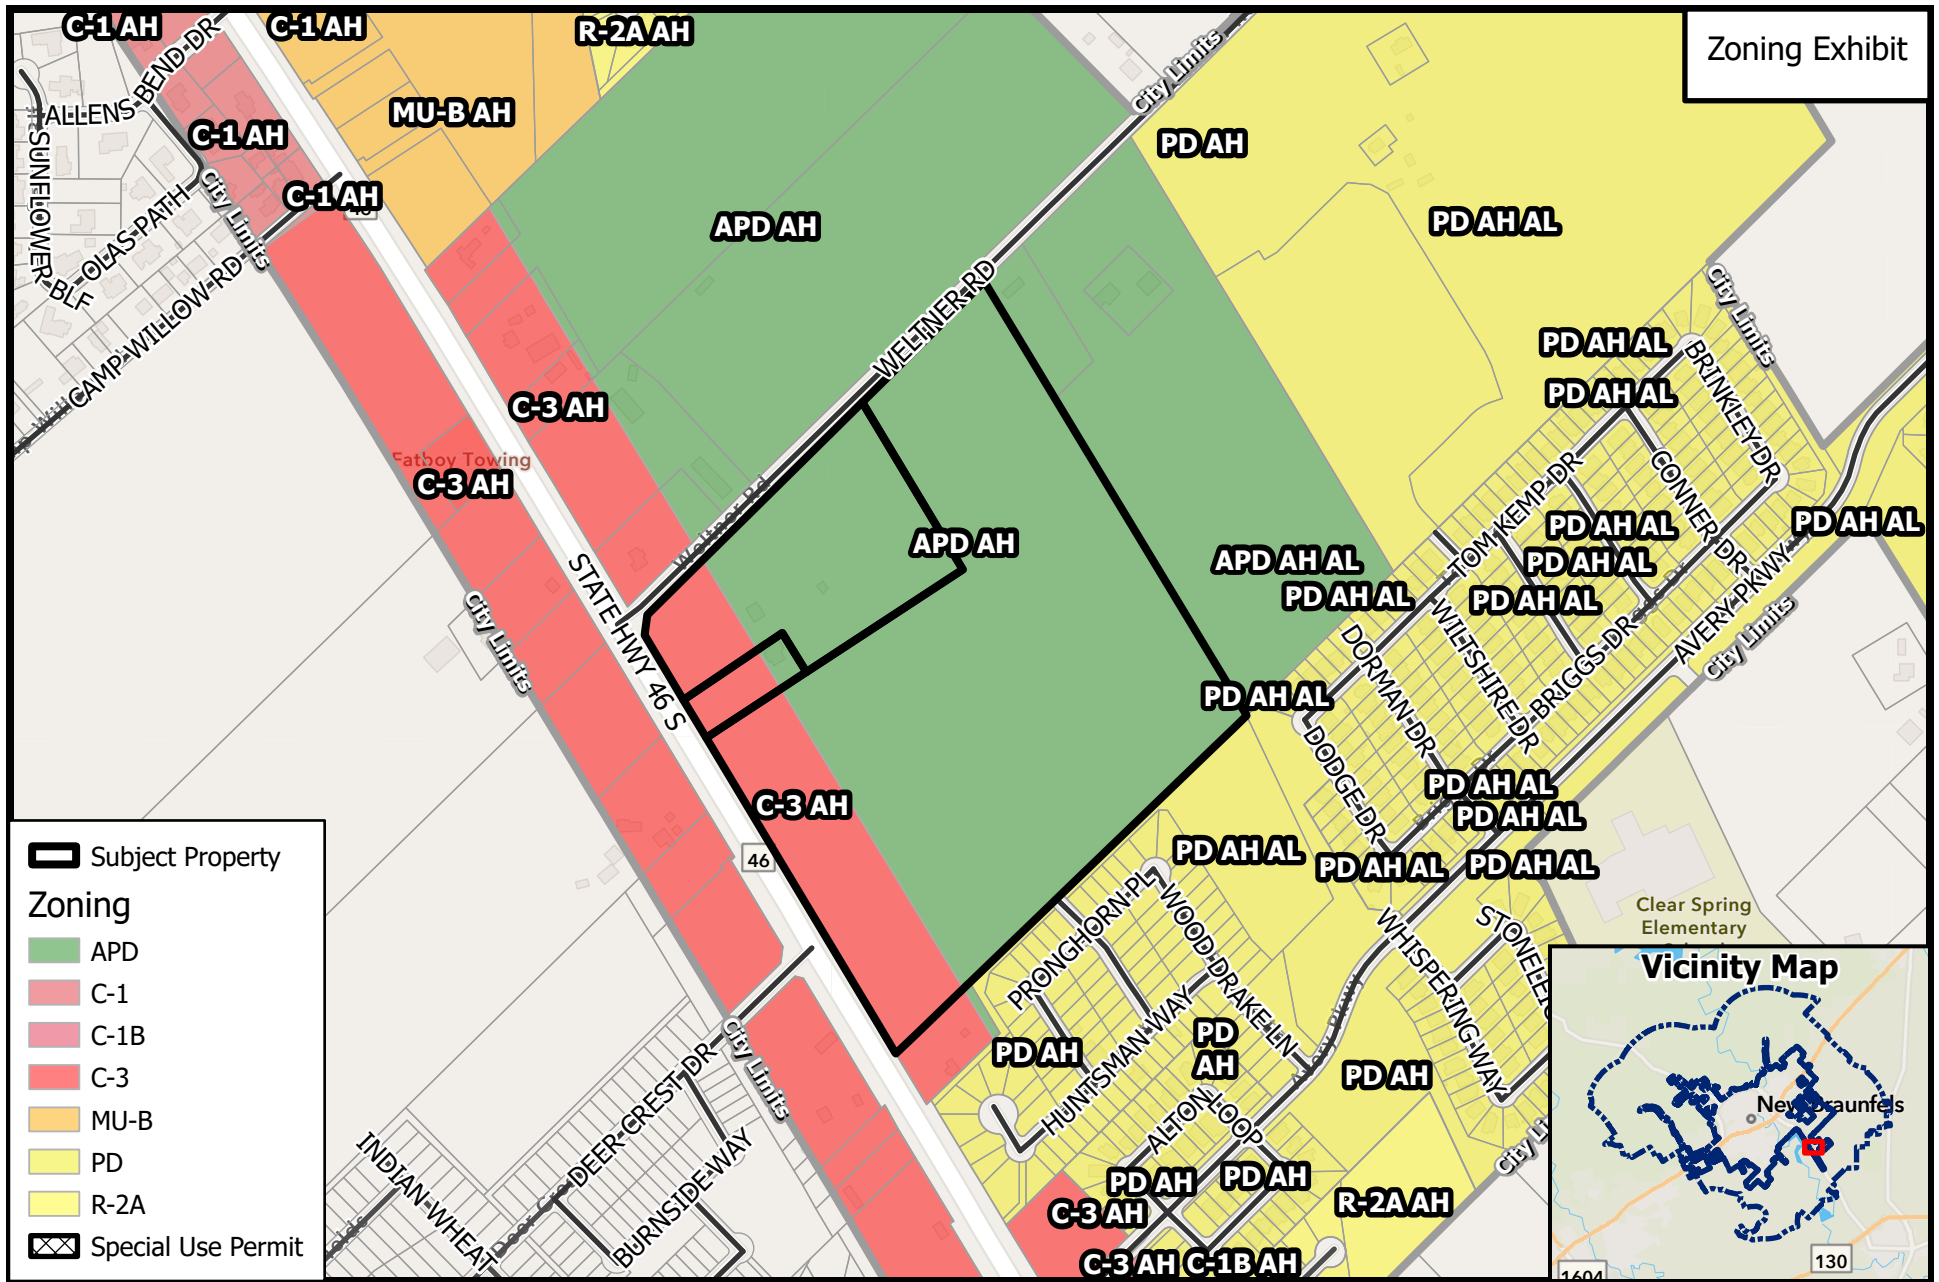 Zoning Exhibit
C-1 AH
C-1 AH
R-2A AH
City Limits
ALLENS BEND DR
MU-B AH
C-1 AH
PD AH
SUNFLOWER BLF
OLAS PATH
City Limits
C-1 AH
APD AH
PD AH AL
CAMP WILLOW RD
WELTNER RD
City Limits
PD AH AL
BRINKLEY DR
C-3 AH
PD AH AL
Fatboy Towing
C-3 AH
TOM KEMP DR
CONNER DR
Weltner Rd
APD AH
PD AH AL
PD AH AL
APD AH AL
PD AH AL
PD AH AL
PD AH AL
STATE HWY 46 S
City Limits
DORMAN DR
WILTSHIRE DR
BRIGGS DR
AVERY PKWY
City Limits
PD AH AL
DODGE DR
PD AH AL
C-3 AH
PD AH AL
46
PD AH AL
PD AH AL
PD AH AL
Clear Spring
Elementary
PRONGHORN PL
WOOD DRAKE LN
WHISPERING WAY
HUNTSMAN WAY
Avery Pkwy
PD AH
PD
AH
PD AH
City Limits
DEER CREST DR
BURNSIDE WAY
INDIAN WHEAT
ALTON LOOP
PD AH
PD AH
R-2A AH
C-3 AH
C-3 AH
C-1B AH
Subject Property
Zoning
APD
C-1
C-1B
C-3
MU-B
PD
R-2A
Special Use Permit
Vicinity Map
New Braunfels
130
1604